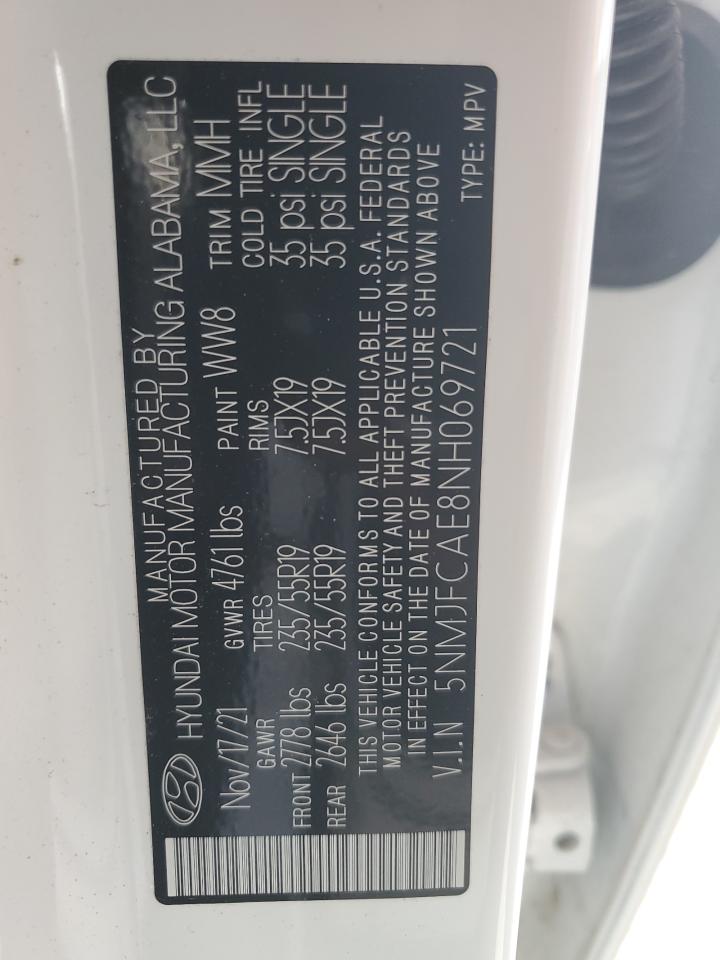 MANUFACTURED BY
HYUNDAI MOTOR MANUFACTURING ALABAMA, LLC
Nov/17/21 GVWR 4761 lbs PAINT WW8 TRIM MMH
GAWR TIRES RIMS COLD TIRE INFL
FRONT 2778 lbs 235/55R19 7.5JX19 35 psi SINGLE
REAR 2646 lbs 235/55R19 7.5JX19 35 psi SINGLE
THIS VEHICLE CONFORMS TO ALL APPLICABLE U.S.A. FEDERAL
MOTOR VEHICLE SAFETY AND THEFT PREVENTION STANDARDS
IN EFFECT ON THE DATE OF MANUFACTURE SHOWN ABOVE
V.I.N 5NMJFCAE8NH069721 TYPE: MPV